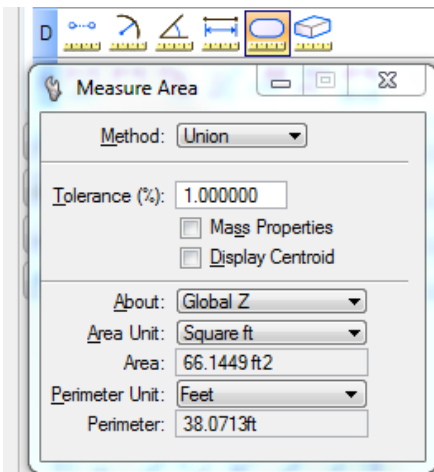 D
Measure Area
Method: Union
Tolerance (%): 1.000000
Mass Properties
Display Centroid
About: Global Z
Area Unit: Square ft
Area: 66.1449 ft2
Perimeter Unit: Feet
Perimeter: 38.0713ft